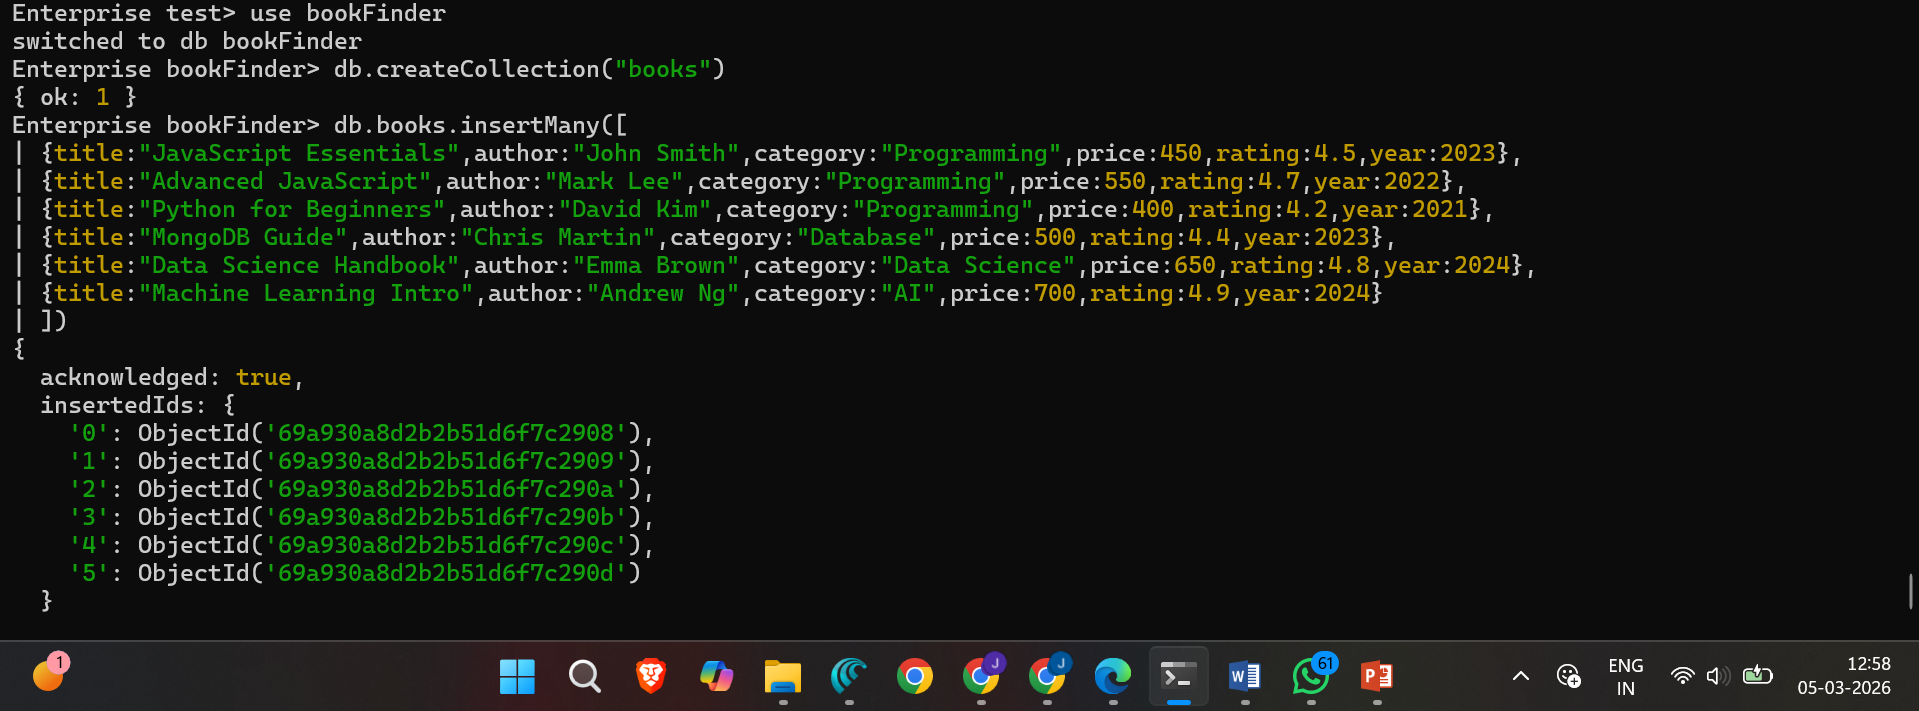 Enterprise test> use bookFinder
switched to db bookFinder
Enterprise bookFinder> db.createCollection("books")
{ ok: 1 }
Enterprise bookFinder> db.books.insertMany([
| {title:"JavaScript Essentials",author:"John Smith",category:"Programming",price:450,rating:4.5,year:2023},
| {title:"Advanced JavaScript",author:"Mark Lee",category:"Programming",price:550,rating:4.7,year:2022},
| {title:"Python for Beginners",author:"David Kim",category:"Programming",price:400,rating:4.2,year:2021},
| {title:"MongoDB Guide",author:"Chris Martin",category:"Database",price:500,rating:4.4,year:2023},
| {title:"Data Science Handbook",author:"Emma Brown",category:"Data Science",price:650,rating:4.8,year:2024},
| {title:"Machine Learning Intro",author:"Andrew Ng",category:"AI",price:700,rating:4.9,year:2024}
| ])
{
  acknowledged: true,
  insertedIds: {
    '0': ObjectId('69a930a8d2b2b51d6f7c2908'),
    '1': ObjectId('69a930a8d2b2b51d6f7c2909'),
    '2': ObjectId('69a930a8d2b2b51d6f7c290a'),
    '3': ObjectId('69a930a8d2b2b51d6f7c290b'),
    '4': ObjectId('69a930a8d2b2b51d6f7c290c'),
    '5': ObjectId('69a930a8d2b2b51d6f7c290d')
  }
1
J
J
W
61
P
ENG
IN
12:58
05-03-2026